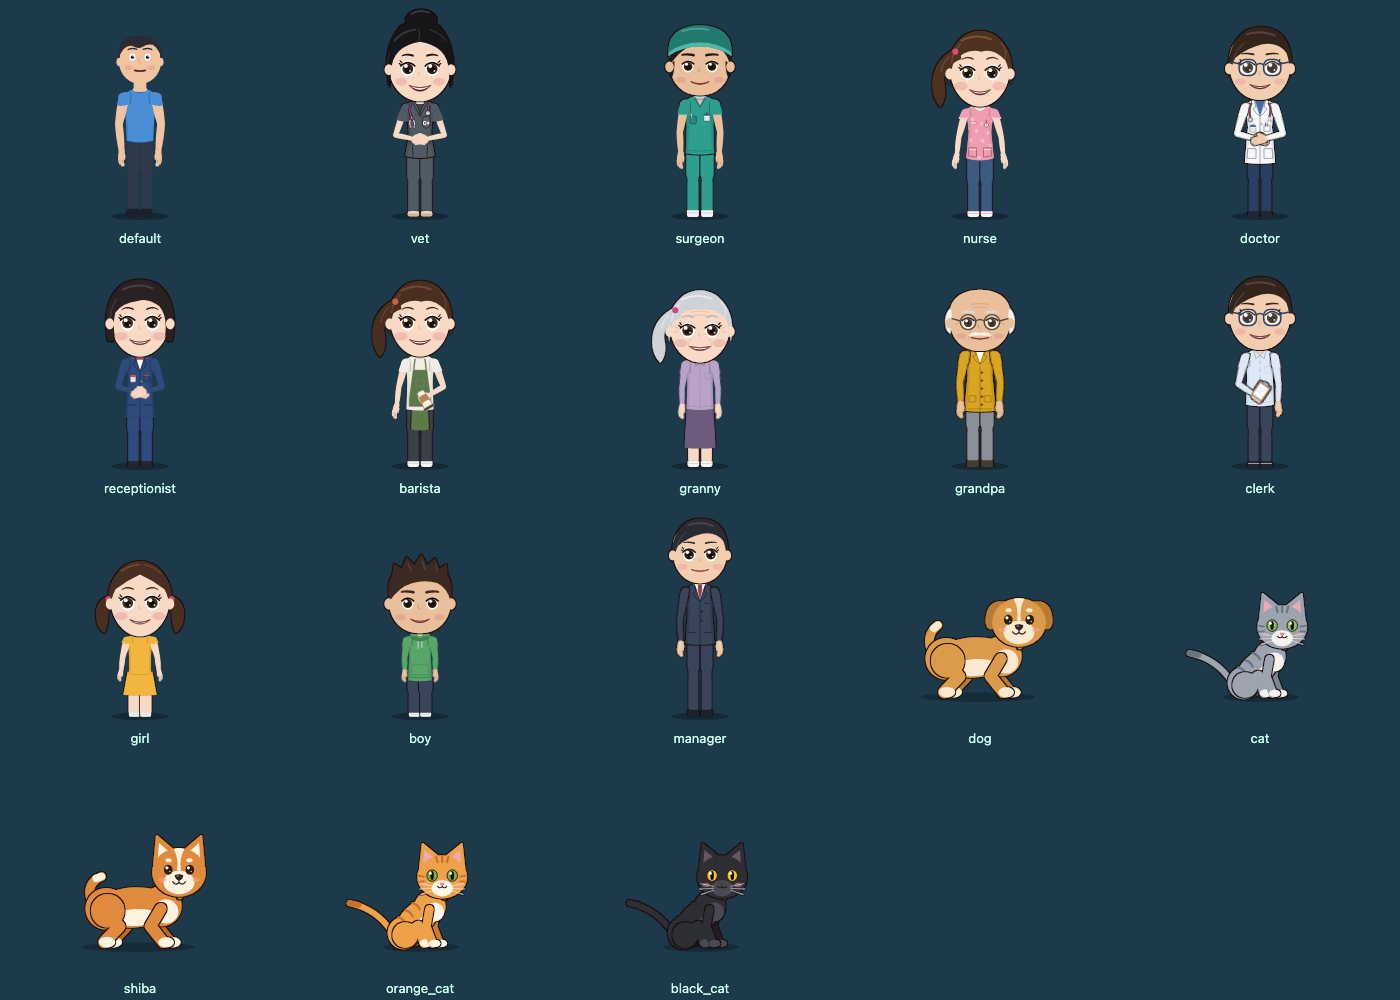 default
vet
surgeon
nurse
doctor
receptionist
barista
granny
grandpa
clerk
girl
boy
manager
dog
cat
shiba
orange_cat
black_cat